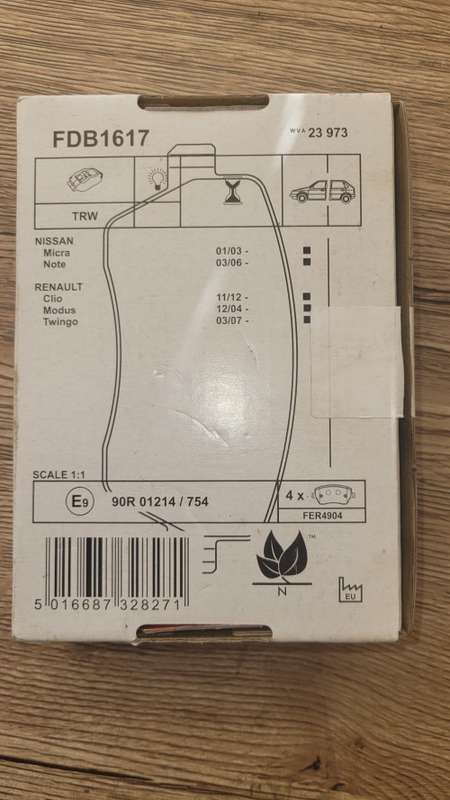 FDB1617
WVA 23 973
TRW
NISSAN
Micra 01/03 -
Note 03/06 -
RENAULT
Clio 11/12 -
Modus 12/04 -
Twingo 03/07 -
SCALE 1:1
E9 90R 01214 / 754
4 x
FER4904
TM
N
EU
5 016687 328271